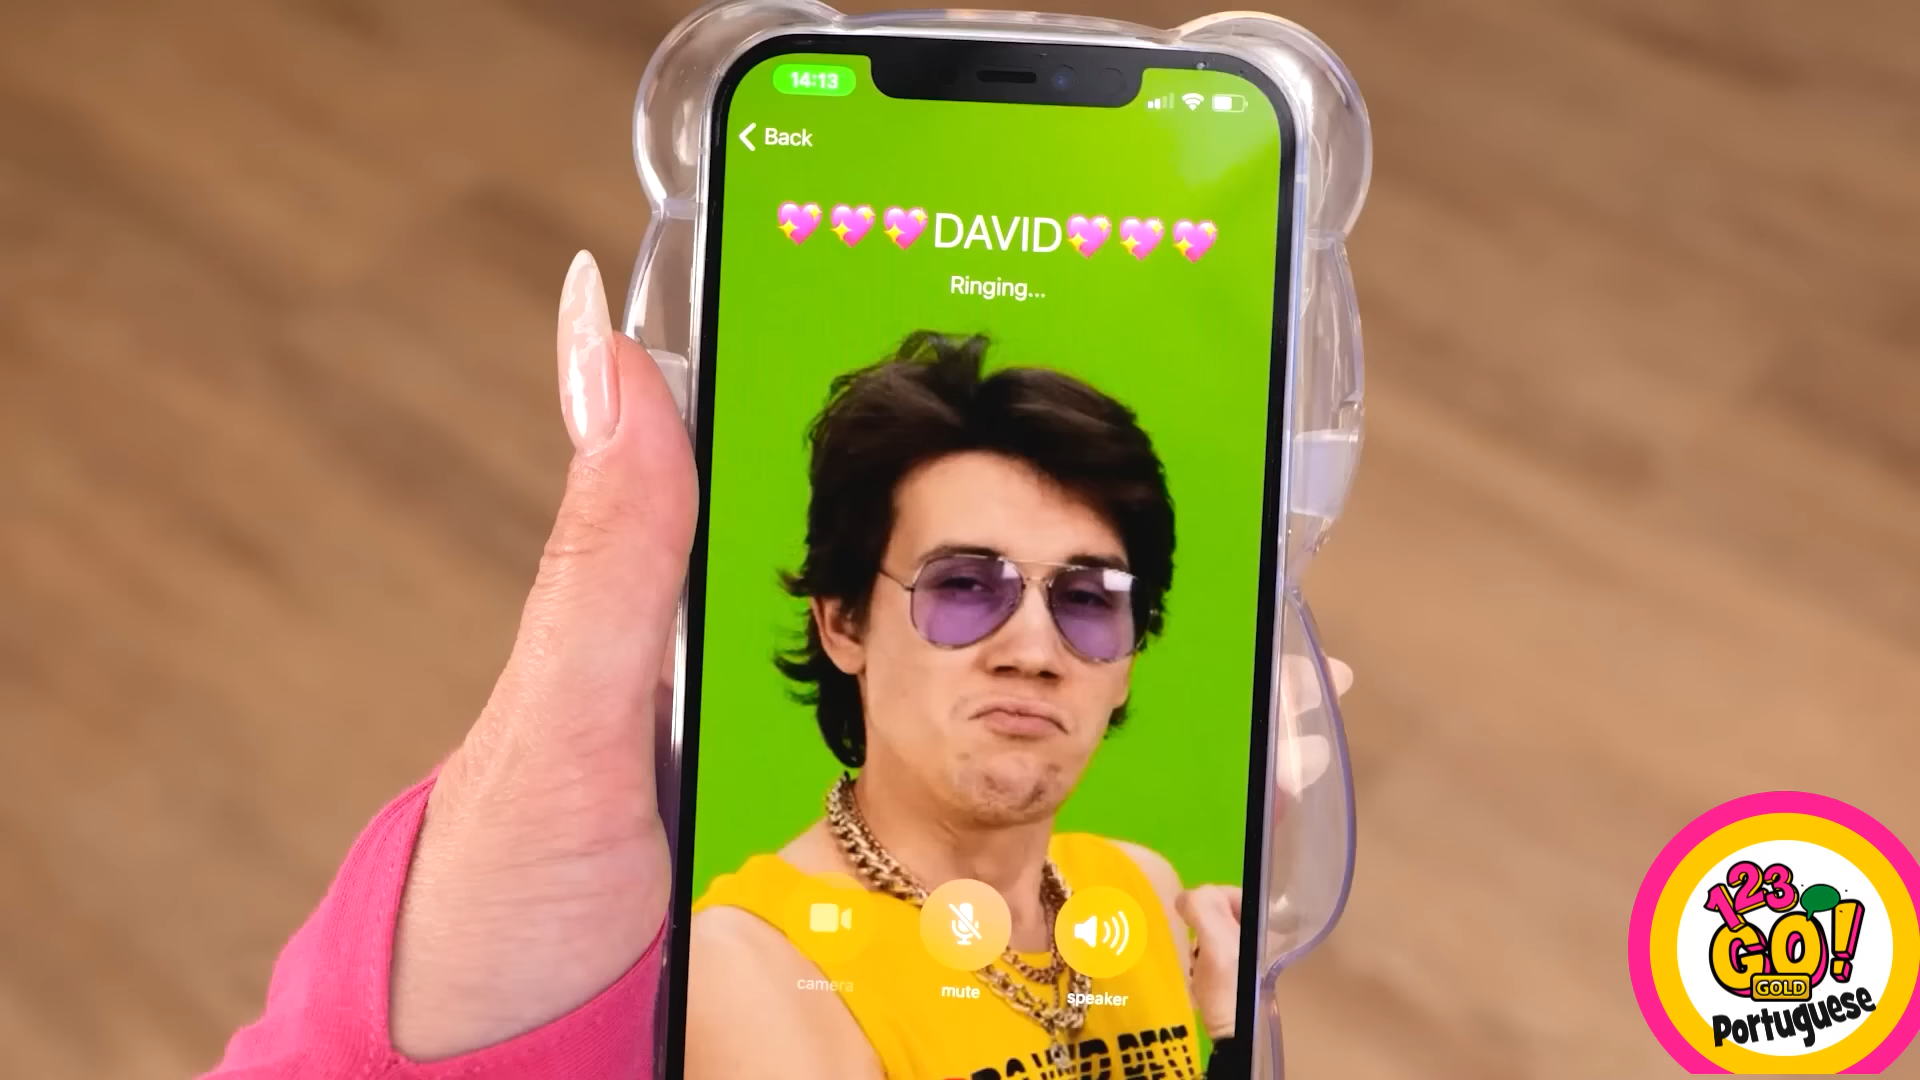 14:13
Back
💖💖💖DAVID💖💖💖
Ringing...
camera
mute
speaker
123
GO!
GOLD
Portuguese